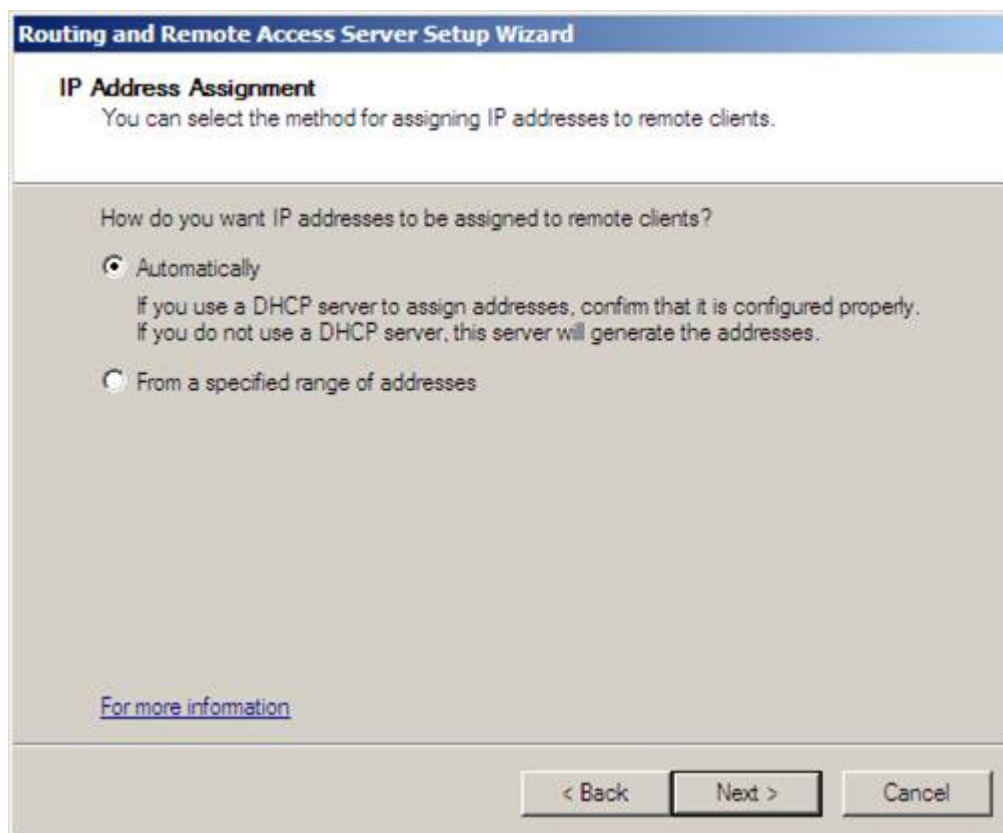 Routing and Remote Access Server Setup Wizard
IP Address Assignment
You can select the method for assigning IP addresses to remote clients.
How do you want IP addresses to be assigned to remote clients?
Automatically
If you use a DHCP server to assign addresses, confirm that it is configured properly.
If you do not use a DHCP server, this server will generate the addresses.
From a specified range of addresses
For more information
< Back
Next >
Cancel